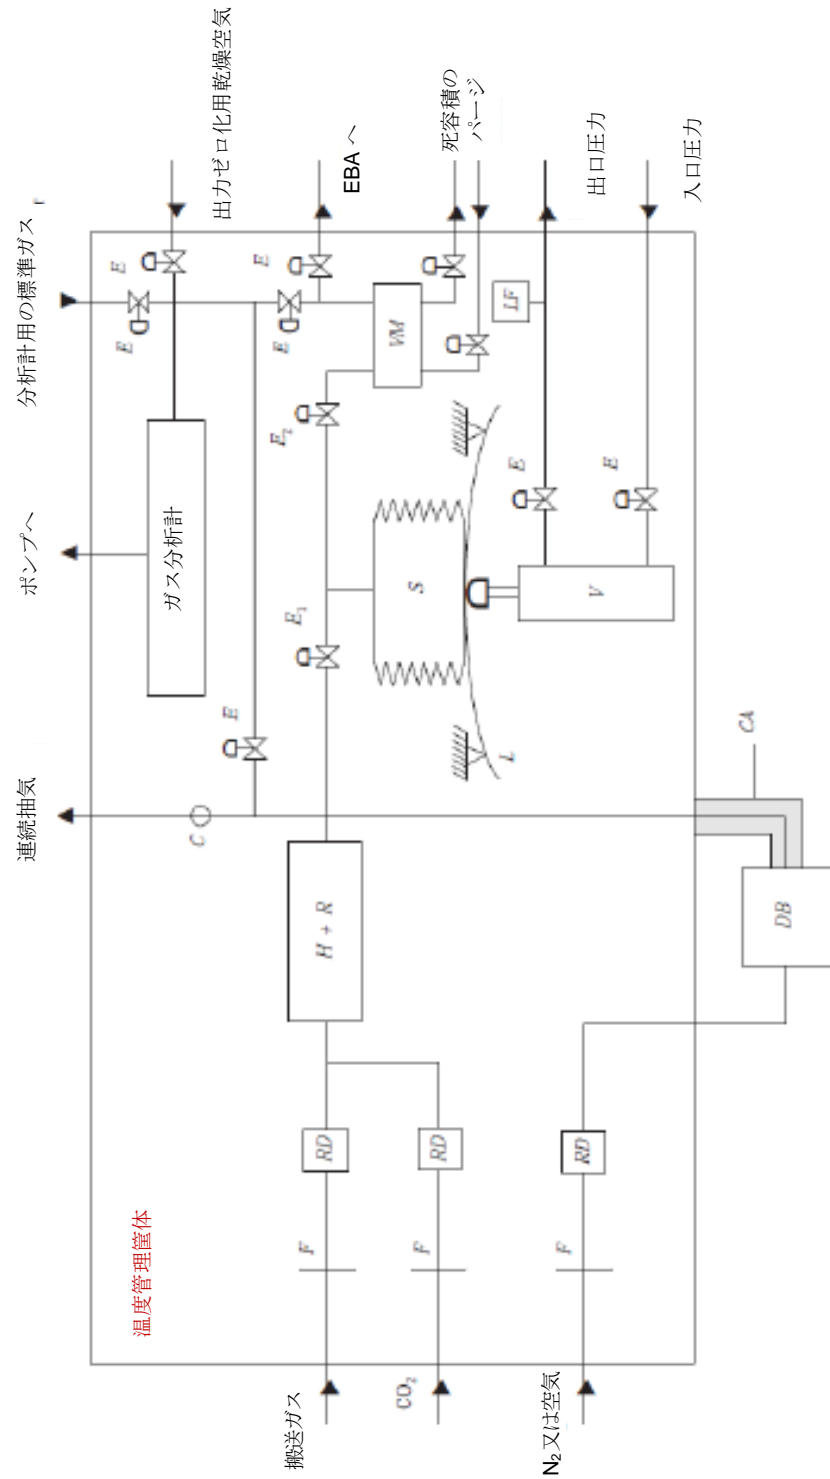 分析計用の標準ガス
ポンプへ
連続抽気
出力ゼロ化用乾燥空気
EBA へ
死容積の
パージ
出口圧力
入口圧力
温度管理筐体
搬送ガス
CO₂
N₂又は空気
ガス分析計
E
E
E
E
E
E₁
E₂
E
E
VM
LF
S
V
L
C
H + R
RD
RD
RD
F
F
F
DB
CA